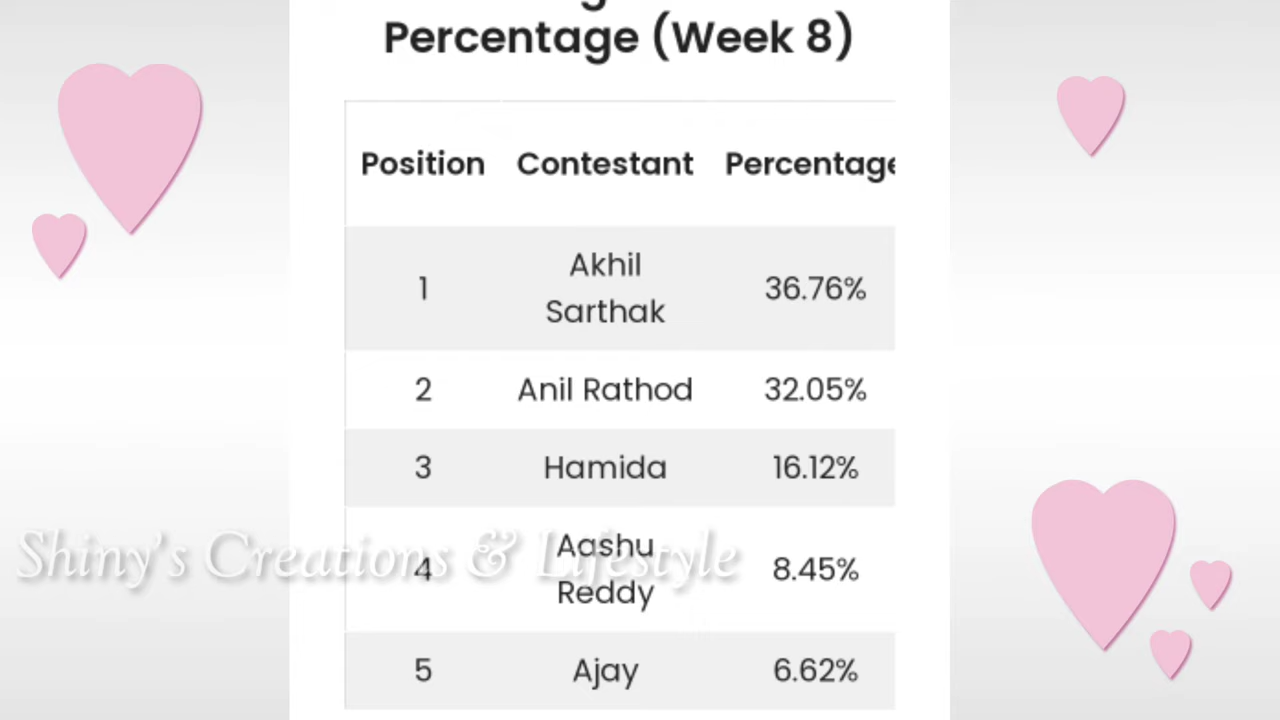 Percentage (Week 8)
Position Contestant Percentage
1 Akhil Sarthak 36.76%
2 Anil Rathod 32.05%
3 Hamida 16.12%
4 Aashu Reddy 8.45%
5 Ajay 6.62%
Shiny's Creations & Lifestyle